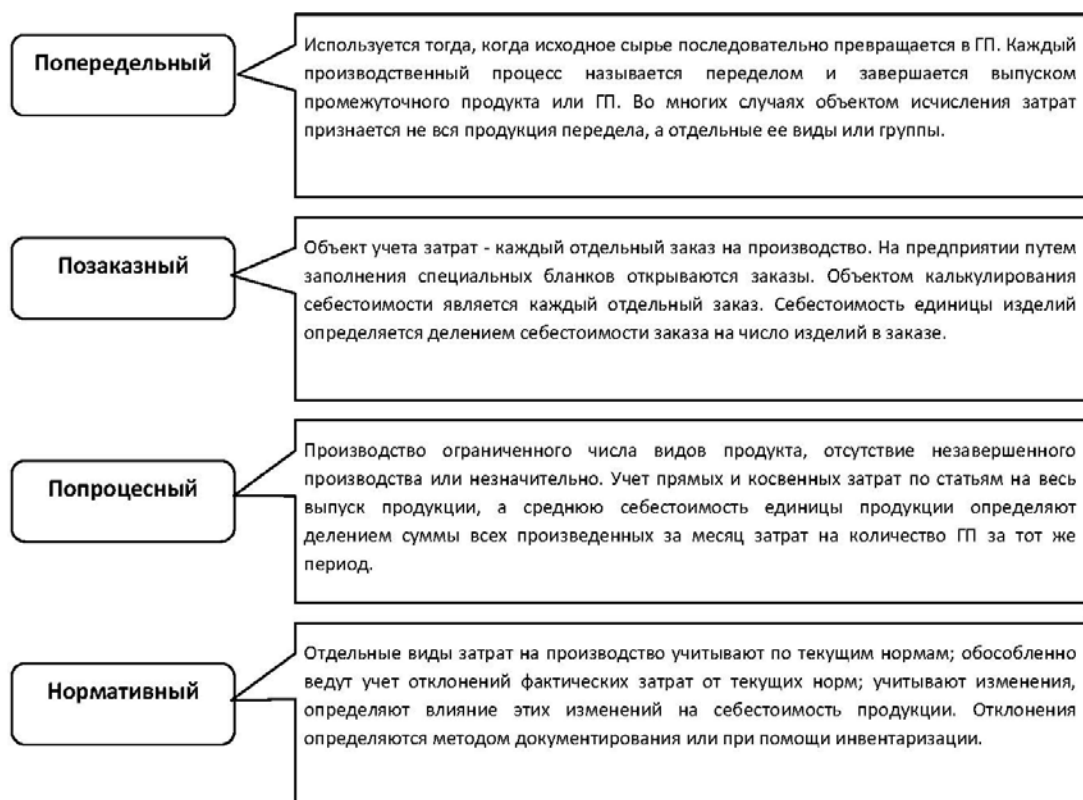 Попередельный
Используется тогда, когда исходное сырье последовательно превращается в ГП. Каждый
производственный процесс называется переделом и завершается выпуском
промежуточного продукта или ГП. Во многих случаях объектом исчисления затрат
признается не вся продукция передела, а отдельные ее виды или группы.
Позаказный
Объект учета затрат - каждый отдельный заказ на производство. На предприятии путем
заполнения специальных бланков открываются заказы. Объектом калькулирования
себестоимости является каждый отдельный заказ. Себестоимость единицы изделий
определяется делением себестоимости заказа на число изделий в заказе.
Попроцесный
Производство ограниченного числа видов продукта, отсутствие незавершенного
производства или незначительно. Учет прямых и косвенных затрат по статьям на весь
выпуск продукции, а среднюю себестоимость единицы продукции определяют
делением суммы всех произведенных за месяц затрат на количество ГП за тот же
период.
Нормативный
Отдельные виды затрат на производство учитывают по текущим нормам; обособленно
ведут учет отклонений фактических затрат от текущих норм; учитывают изменения,
определяют влияние этих изменений на себестоимость продукции. Отклонения
определяются методом документирования или при помощи инвентаризации.